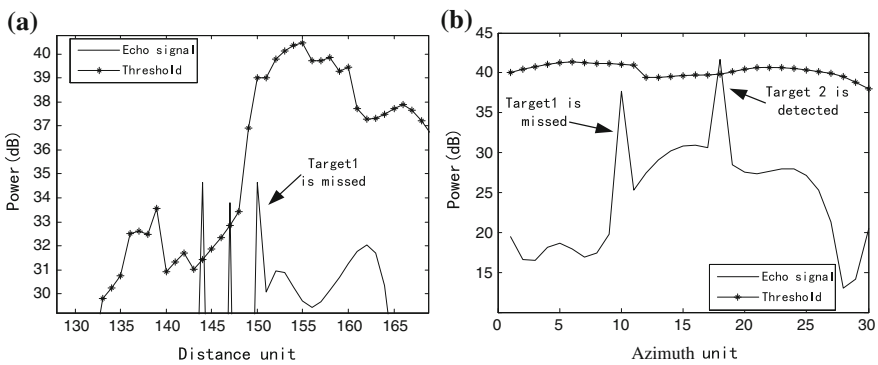 (a)
Echo signal
Threshold
Target1
is missed
Power(dB)
40
39
38
37
36
35
34
33
32
31
30
130 135 140 145 150 155 160 165
Distance unit
(b)
Target1 is
missed
Target 2 is
detected
Echo signal
Threshold
Power(dB)
45
40
35
30
25
20
15
0 5 10 15 20 25 30
Azimuth unit